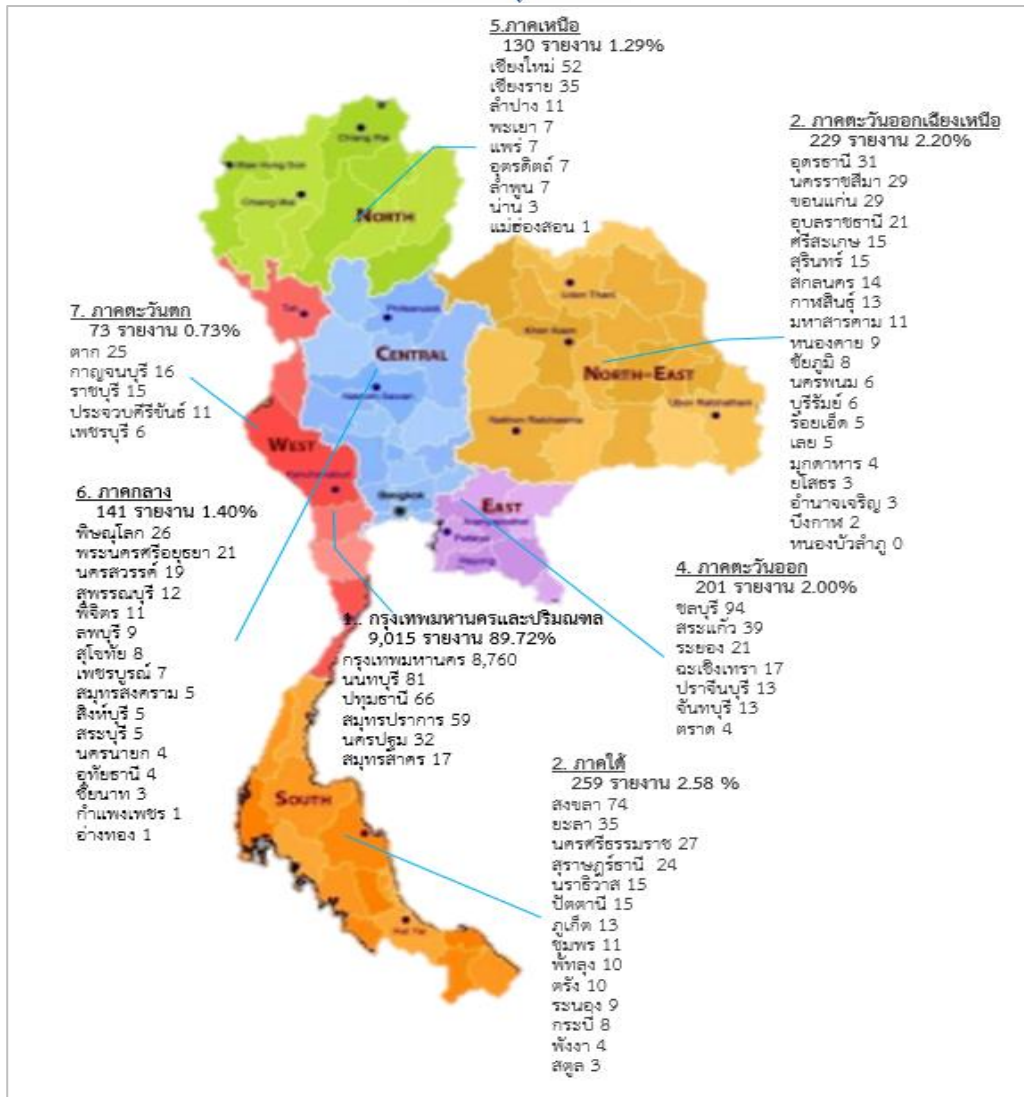 5.ภาคเหนือ
130 รายงาน 1.29%
เชียงใหม่ 52
เชียงราย 35
ลำปาง 11
พะเยา 7
แพร่ 7
อุตรดิตถ์ 7
ลำพูน 7
น่าน 3
แม่ฮ่องสอน 1
2. ภาคตะวันออกเฉียงเหนือ
229 รายงาน 2.20%
อุดรธานี 31
นครราชสีมา 29
ขอนแก่น 29
อุบลราชธานี 21
ศรีสะเกษ 15
สุรินทร์ 15
สกลนคร 14
กาฬสินธุ์ 13
มหาสารคาม 11
หนองคาย 9
ชัยภูมิ 8
นครพนม 6
บุรีรัมย์ 6
ร้อยเอ็ด 5
เลย 5
มุกดาหาร 4
ยโสธร 3
อำนาจเจริญ 3
บึงกาฬ 2
หนองบัวลำภู 0
7. ภาคตะวันตก
73 รายงาน 0.73%
ตาก 25
กาญจนบุรี 16
ราชบุรี 15
ประจวบคีรีขันธ์ 11
เพชรบุรี 6
6. ภาคกลาง
141 รายงาน 1.40%
พิษณุโลก 26
พระนครศรีอยุธยา 21
นครสวรรค์ 19
สุพรรณบุรี 12
พิจิตร 11
ลพบุรี 9
สุโขทัย 8
เพชรบูรณ์ 7
สมุทรสงคราม 5
สิงห์บุรี 5
สระบุรี 5
นครนายก 4
อุทัยธานี 4
ชัยนาท 3
กำแพงเพชร 1
อ่างทอง 1
1. กรุงเทพมหานครและปริมณฑล
9,015 รายงาน 89.72%
กรุงเทพมหานคร 8,760
นนทบุรี 81
ปทุมธานี 66
สมุทรปราการ 59
นครปฐม 32
สมุทรสาคร 17
4. ภาคตะวันออก
201 รายงาน 2.00%
ชลบุรี 94
สระแก้ว 39
ระยอง 21
ฉะเชิงเทรา 17
ปราจีนบุรี 13
จันทบุรี 13
ตราด 4
2. ภาคใต้
259 รายงาน 2.58 %
สงขลา 74
ยะลา 35
นครศรีธรรมราช 27
สุราษฎร์ธานี 24
นราธิวาส 15
ปัตตานี 15
ภูเก็ต 13
ชุมพร 11
พัทลุง 10
ตรัง 10
ระนอง 9
กระบี่ 8
พังงา 4
สตูล 3
Chiang Rai
Mae Hong Son
Chiang Mai
NORTH
Tak
Phitsanulok
CENTRAL
Nakhon Sawan
Udon Thani
Khon Kaen
NORTH-EAST
Nakhon Ratchasima
Ubon Ratchathani
WEST
Kanchanaburi
Bangkok
EAST
Pattaya
Rayong
SOUTH
Hat Yai